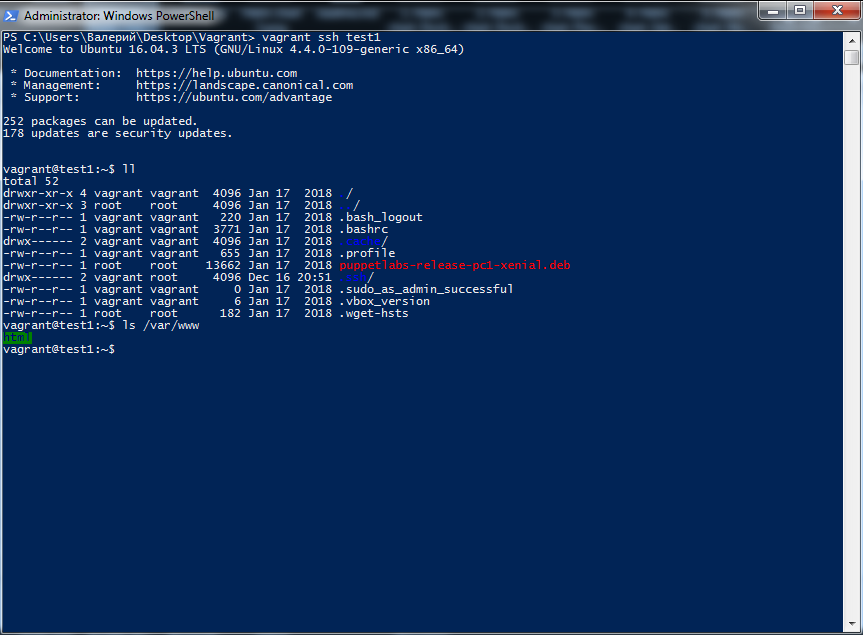 Administrator: Windows PowerShell
PS C:\Users\Валерий\Desktop\Vagrant> vagrant ssh test1
Welcome to Ubuntu 16.04.3 LTS (GNU/Linux 4.4.0-109-generic x86_64)
* Documentation:  https://help.ubuntu.com
* Management:     https://landscape.canonical.com
* Support:        https://ubuntu.com/advantage
252 packages can be updated.
178 updates are security updates.
vagrant@test1:~$ ll
total 52
drwxr-xr-x 4 vagrant vagrant  4096 Jan 17  2018 ./
drwxr-xr-x 3 root    root     4096 Jan 17  2018 ../
-rw-r--r-- 1 vagrant vagrant   220 Jan 17  2018 .bash_logout
-rw-r--r-- 1 vagrant vagrant  3771 Jan 17  2018 .bashrc
drwx------ 2 vagrant vagrant  4096 Jan 17  2018 .cache/
-rw-r--r-- 1 vagrant vagrant   655 Jan 17  2018 .profile
-rw-r--r-- 1 root    root    13662 Jan 17  2018 puppetlabs-release-pc1-xenial.deb
drwx------ 2 vagrant root     4096 Dec 16 20:51 .ssh/
-rw-r--r-- 1 vagrant vagrant     0 Jan 17  2018 .sudo_as_admin_successful
-rw-r--r-- 1 vagrant vagrant     6 Jan 17  2018 .vbox_version
-rw-r--r-- 1 root    root      182 Jan 17  2018 .wget-hsts
vagrant@test1:~$ ls /var/www
html
vagrant@test1:~$